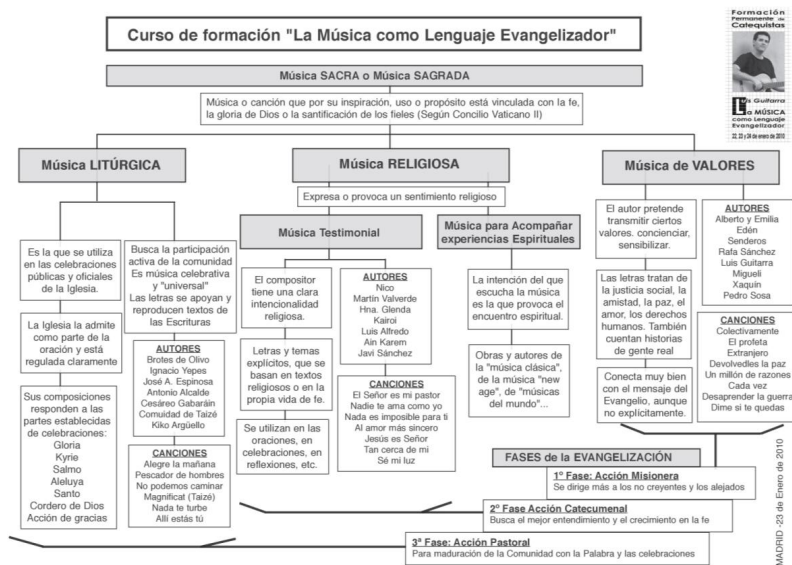 Curso de formación "La Música como Lenguaje Evangelizador"
Formación
Permanente de
Catequistas
Luis Guitarra
La MÚSICA
como Lenguaje
Evangelizador
22, 23 y 24 de enero de 2010
Música SACRA o Música SAGRADA
Música o canción que por su inspiración, uso o propósito está vinculada con la fe,
la gloria de Dios o la santificación de los fieles (Según Concilio Vaticano II)
Música LITÚRGICA
Es la que se utiliza
en las celebraciones
públicas y oficiales
de la Iglesia.
La Iglesia la admite
como parte de la
oración y está
regulada claramente
Sus composiciones
responden a las
partes establecidas
de celebraciones:
Gloria
Kyrie
Salmo
Aleluya
Santo
Cordero de Dios
Acción de gracias
Busca la participación
activa de la comunidad
Es música celebrativa
y "universal"
Las letras se apoyan y
reproducen textos de
las Escrituras
AUTORES
Brotes de Olivo
Ignacio Yepes
José A. Espinosa
Antonio Alcalde
Cesáreo Gabaráin
Comuidad de Taizé
Kiko Argüello
CANCIONES
Alegre la mañana
Pescador de hombres
No podemos caminar
Magnificat (Taizé)
Nada te turbe
Allí estás tú
Música RELIGIOSA
Expresa o provoca un sentimiento religioso
Música Testimonial
El compositor
tiene una clara
intencionalidad
religiosa.
Letras y temas
explícitos, que se
basan en textos
religiosos o en la
propia vida de fe.
Se utilizan en las
oraciones, en
celebraciones, en
reflexiones, etc.
AUTORES
Nico
Martín Valverde
Hna. Glenda
Kairoi
Luis Alfredo
Ain Karem
Javi Sánchez
CANCIONES
El Señor es mi pastor
Nadie te ama como yo
Nada es imposible para ti
Al amor más sincero
Jesús es Señor
Tan cerca de mi
Sé mi luz
Música para Acompañar
experiencias Espirituales
La intención del que
escucha la música
es la que provoca el
encuentro espiritual.
Obras y autores de
la "música clásica",
de la música "new
age", de "músicas
del mundo"...
Música de VALORES
El autor pretende
transmitir ciertos
valores. concienciar,
sensibilizar.
Las letras tratan de
la justicia social, la
amistad, la paz, el
amor, los derechos
humanos. También
cuentan historias de
gente real
Conecta muy bien
con el mensaje del
Evangelio, aunque
no explícitamente.
AUTORES
Alberto y Emilia
Edén
Senderos
Rafa Sánchez
Luis Guitarra
Migueli
Xaquín
Pedro Sosa
CANCIONES
Colectivamente
El profeta
Extranjero
Devolvedles la paz
Un millón de razones
Cada vez
Desaprender la guerra
Dime si te quedas
FASES de la EVANGELIZACIÓN
1º Fase: Acción Misionera
Se dirige más a los no creyentes y los alejados
2º Fase Acción Catecumenal
Busca el mejor entendimiento y el crecimiento en la fe
3ª Fase: Acción Pastoral
Para maduración de la Comunidad con la Palabra y las celebraciones
MADRID -23 de Enero de 2010